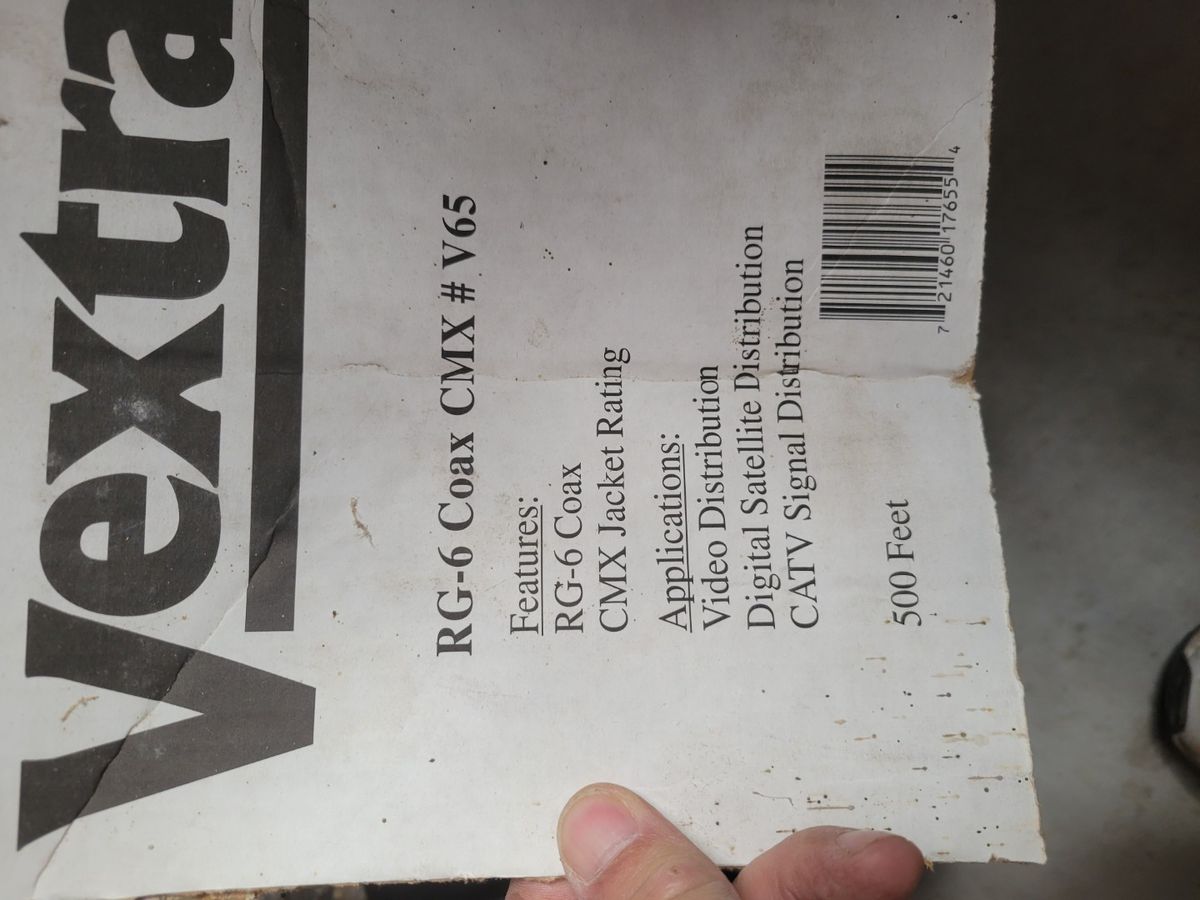 Vextra
RG-6 Coax CMX # V65
Features:
RG-6 Coax
CMX Jacket Rating
Applications:
Video Distribution
Digital Satellite Distribution
CATV Signal Distribution
500 Feet
7 21460 17655 4